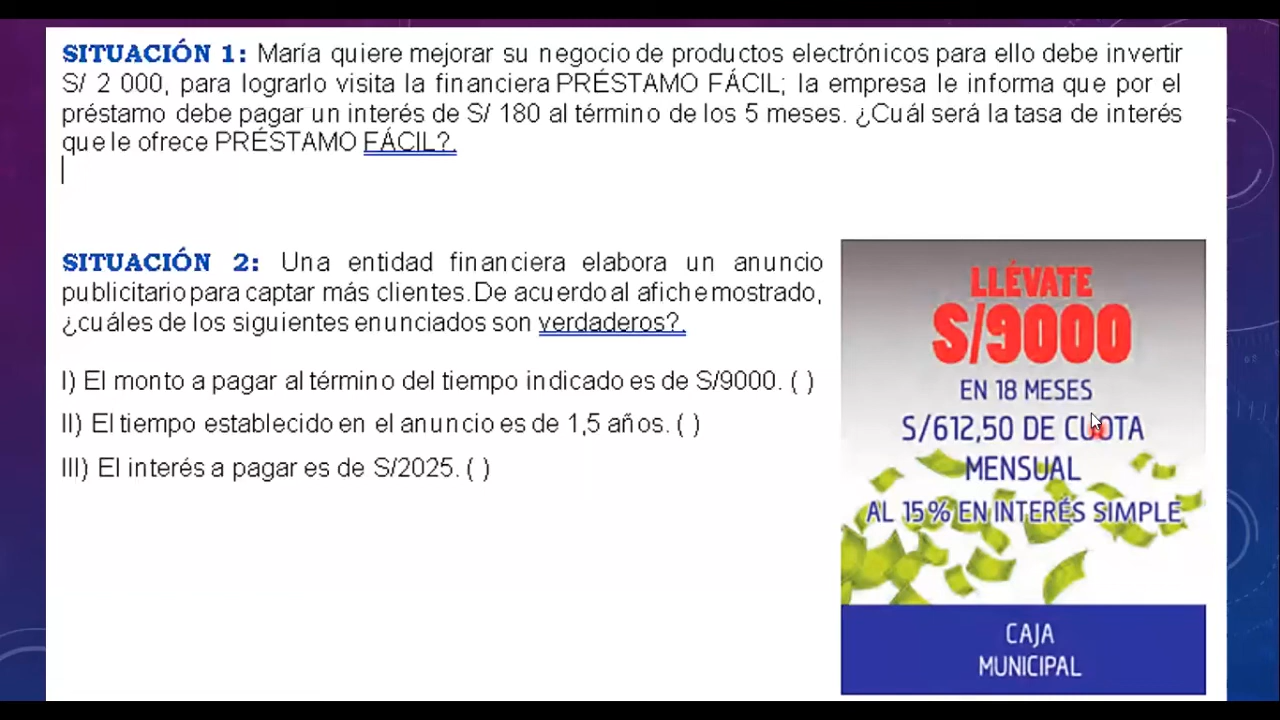 SITUACIÓN 1: María quiere mejorar su negocio de productos electrónicos para ello debe invertir
S/ 2 000, para lograrlo visita la financiera PRÉSTAMO FÁCIL; la empresa le informa que por el
préstamo debe pagar un interés de S/ 180 al término de los 5 meses. ¿Cuál será la tasa de interés
que le ofrece PRÉSTAMO FÁCIL?.
SITUACIÓN 2: Una entidad financiera elabora un anuncio
publicitario para captar más clientes. De acuerdo al afiche mostrado,
¿cuáles de los siguientes enunciados son verdaderos?.
I) El monto a pagar al término del tiempo indicado es de S/9000. ( )
II) El tiempo establecido en el anuncio es de 1,5 años. ( )
III) El interés a pagar es de S/2025. ( )
LLÉVATE
S/9000
EN 18 MESES
S/612,50 DE CUOTA
MENSUAL
AL 15% EN INTERÉS SIMPLE
CAJA
MUNICIPAL